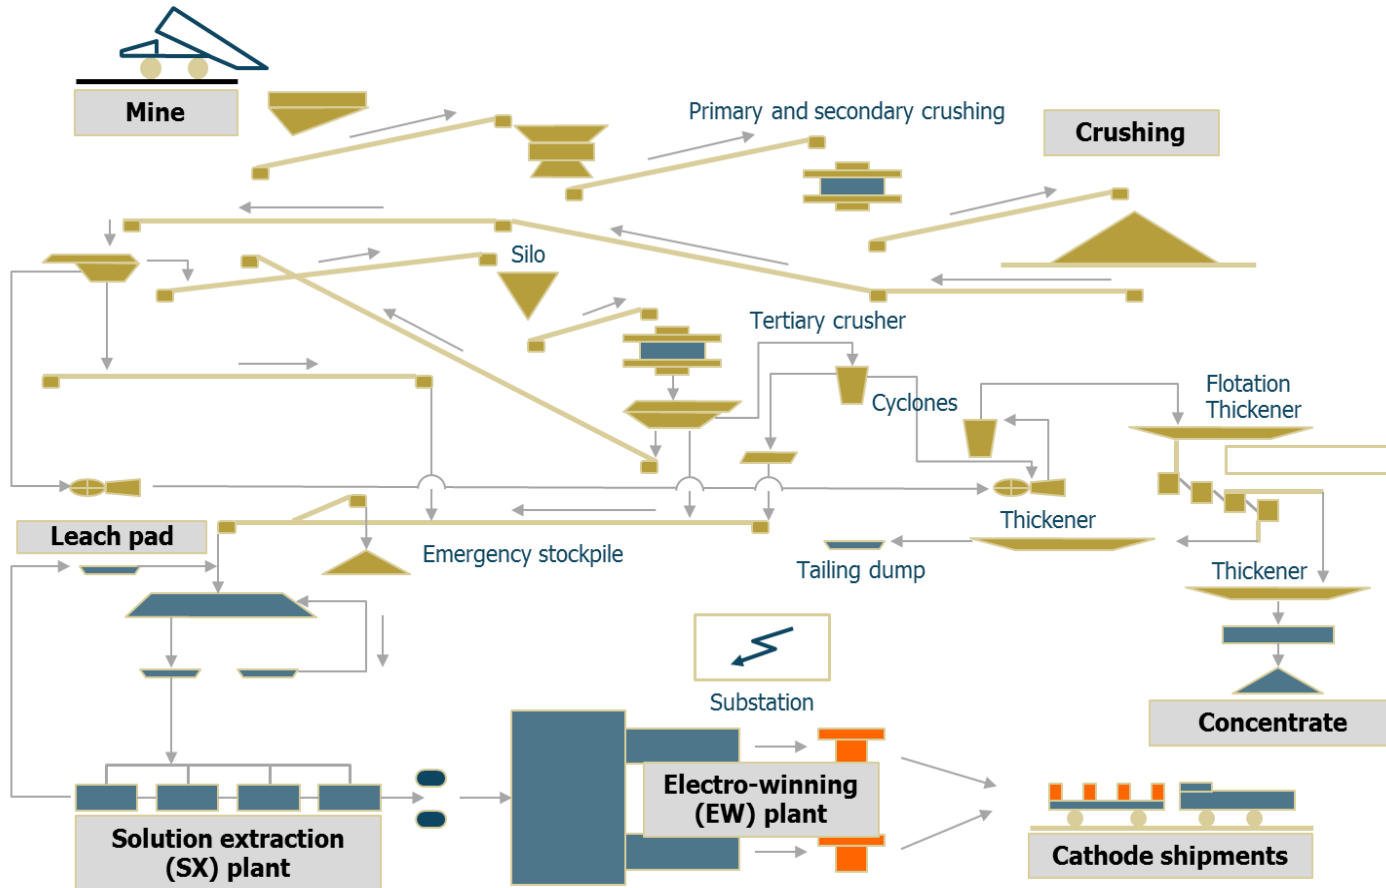 Mine
Primary and secondary crushing
Crushing
Silo
Tertiary crusher
Cyclones
Flotation
Thickener
Leach pad
Emergency stockpile
Thickener
Tailing dump
Thickener
Substation
Concentrate
Electro-winning
(EW) plant
Solution extraction
(SX) plant
Cathode shipments